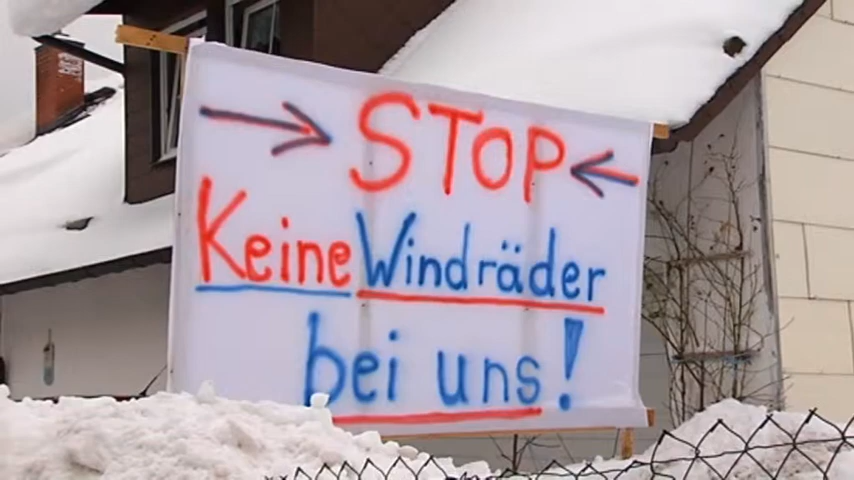 → STOP ←
Keine Windräder
bei uns!